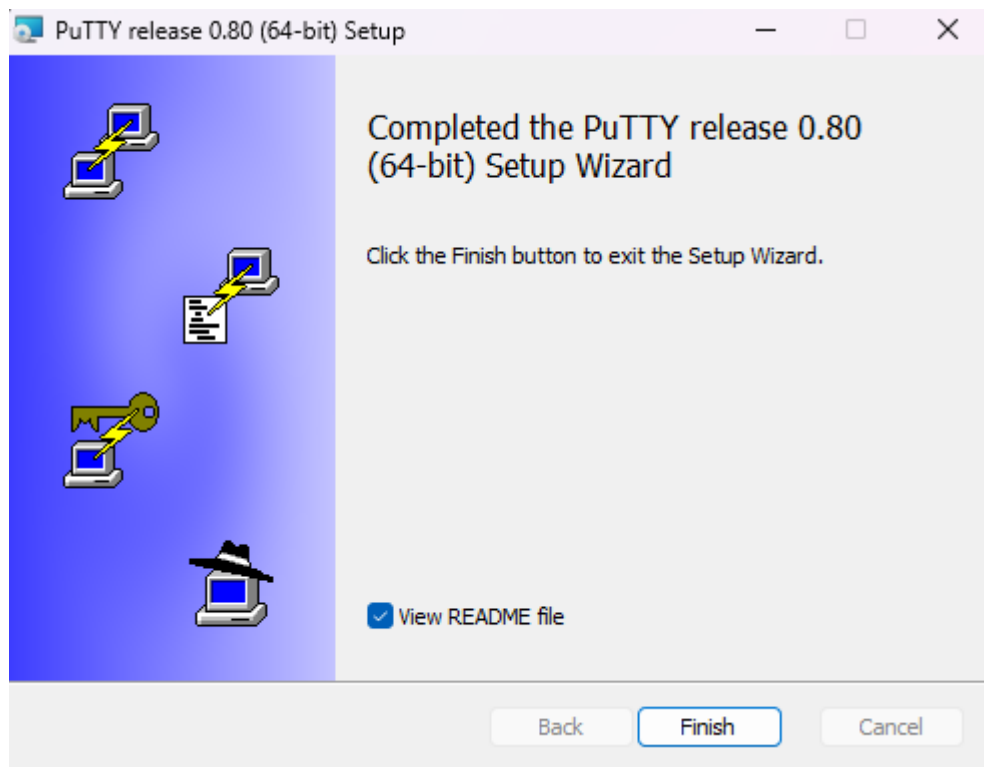 PuTTY release 0.80 (64-bit) Setup
Completed the PuTTY release 0.80
(64-bit) Setup Wizard
Click the Finish button to exit the Setup Wizard.
View README file
Back
Finish
Cancel